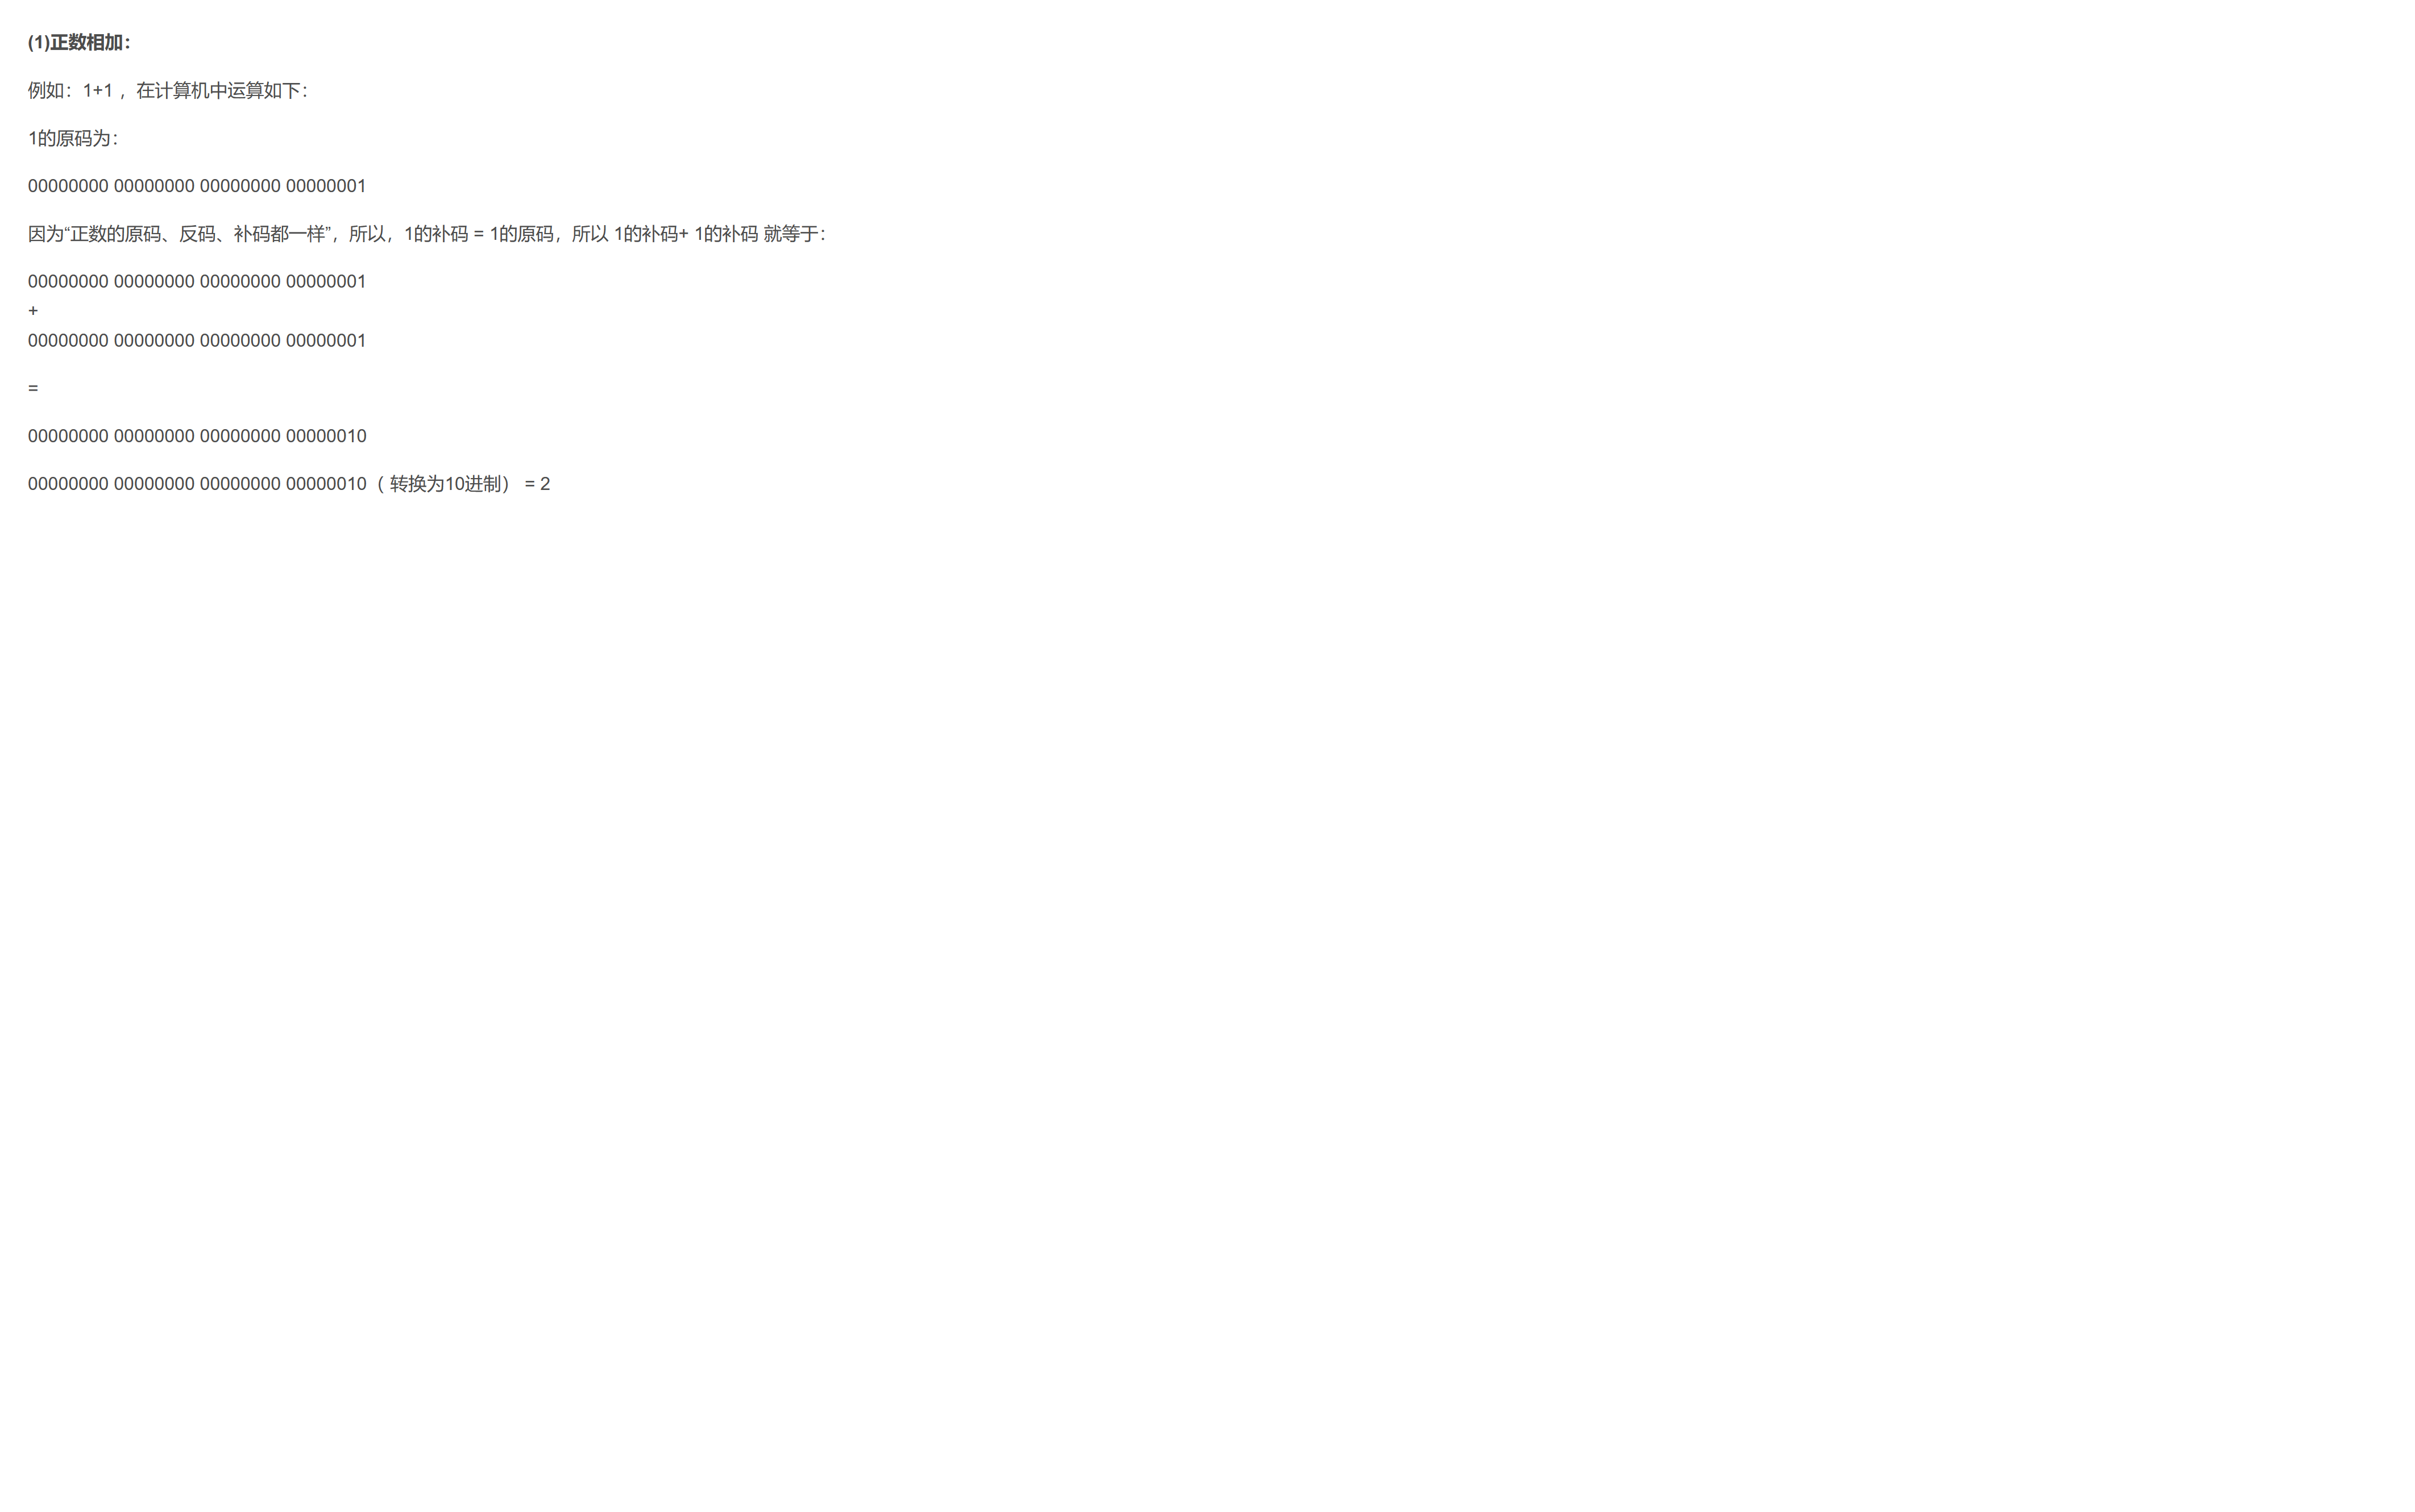 (1)正数相加：
例如：1+1 ，在计算机中运算如下：
1的原码为：
00000000 00000000 00000000 00000001
因为“正数的原码、反码、补码都一样”，所以，1的补码 = 1的原码，所以 1的补码+ 1的补码 就等于：
00000000 00000000 00000000 00000001
+
00000000 00000000 00000000 00000001
=
00000000 00000000 00000000 00000010
00000000 00000000 00000000 00000010（ 转换为10进制） = 2